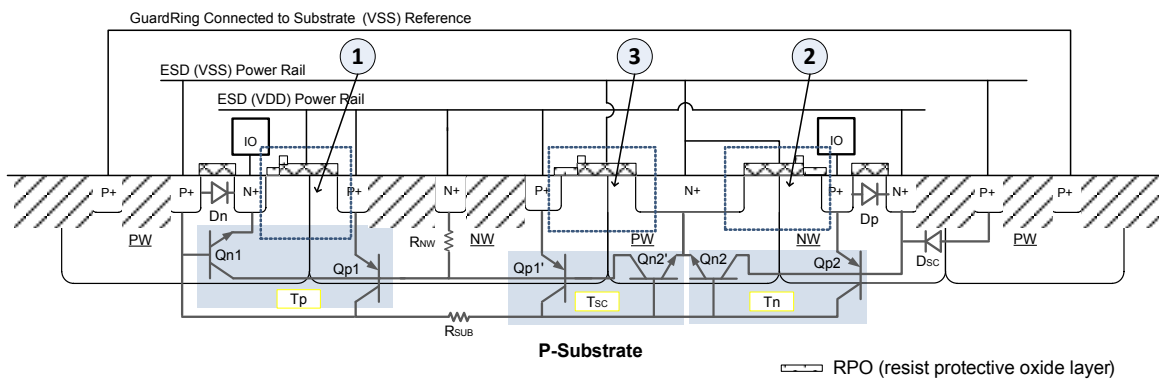 GuardRing Connected to Substrate (VSS) Reference
1
3
2
ESD (VSS) Power Rail
ESD (VDD) Power Rail
IO
IO
P+
P+
N+
P+
N+
P+
N+
P+
N+
P+
P+
Dn
Dp
PW
RNW
NW
PW
NW
DSC
PW
Qn1
Qp1
Qp1'
Qn2'
Qn2
Qp2
Tp
TSC
Tn
RSUB
P-Substrate
RPO (resist protective oxide layer)